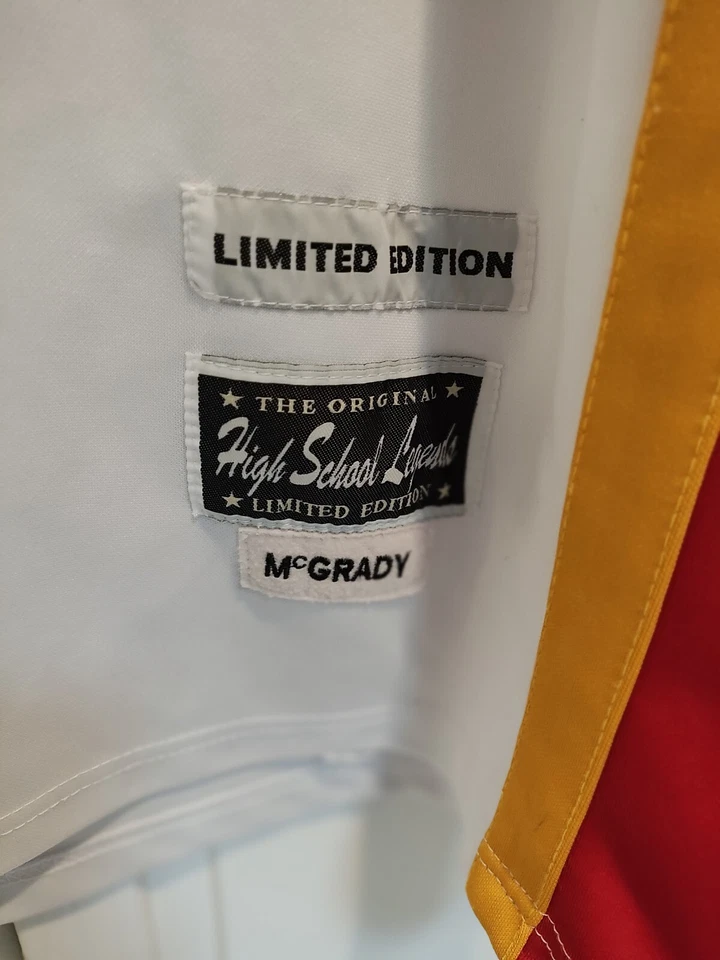 LIMITED EDITION
★ THE ORIGINAL ★
High School Legends
★ LIMITED EDITION ★
McGRADY